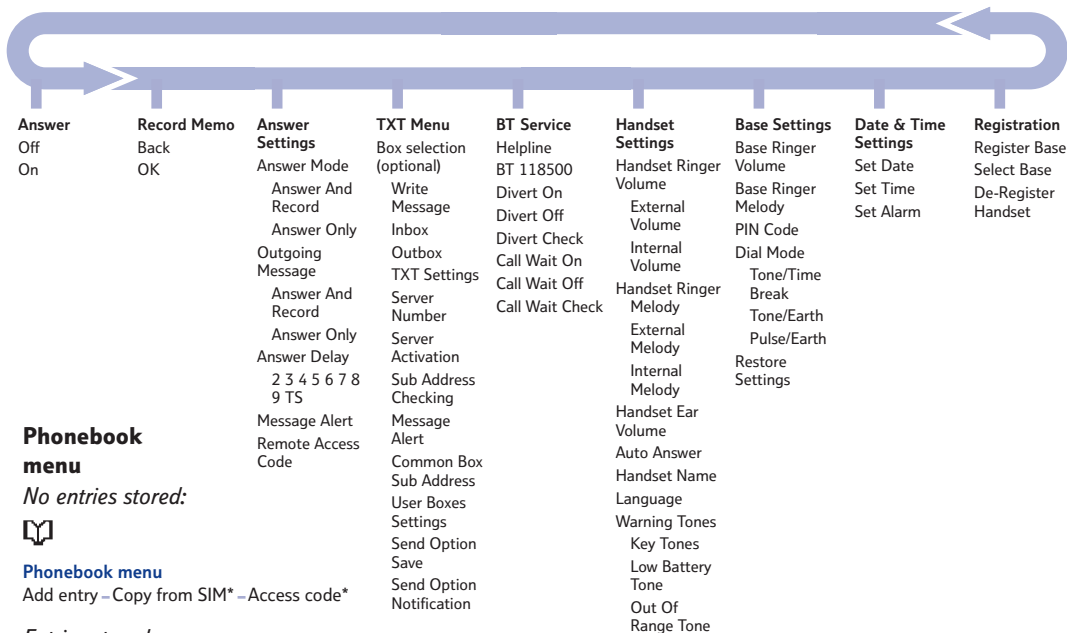 Answer
Off
On
Record Memo
Back
OK
Answer
Settings
Answer Mode
Answer And
Record
Answer Only
Outgoing
Message
Answer And
Record
Answer Only
Answer Delay
2 3 4 5 6 7 8
9 TS
Message Alert
Remote Access
Code
TXT Menu
Box selection
(optional)
Write
Message
Inbox
Outbox
TXT Settings
Server
Number
Server
Activation
Sub Address
Checking
Message
Alert
Common Box
Sub Address
User Boxes
Settings
Send Option
Save
Send Option
Notification
BT Service
Helpline
BT 118500
Divert On
Divert Off
Divert Check
Call Wait On
Call Wait Off
Call Wait Check
Handset
Settings
Handset Ringer
Volume
External
Volume
Internal
Volume
Handset Ringer
Melody
External
Melody
Internal
Melody
Handset Ear
Volume
Auto Answer
Handset Name
Language
Warning Tones
Key Tones
Low Battery
Tone
Out Of
Range Tone
Base Settings
Base Ringer
Volume
Base Ringer
Melody
PIN Code
Dial Mode
Tone/Time
Break
Tone/Earth
Pulse/Earth
Restore
Settings
Date & Time
Settings
Set Date
Set Time
Set Alarm
Registration
Register Base
Select Base
De-Register
Handset
Phonebook
menu
No entries stored:
Phonebook menu
Add entry – Copy from SIM* – Access code*